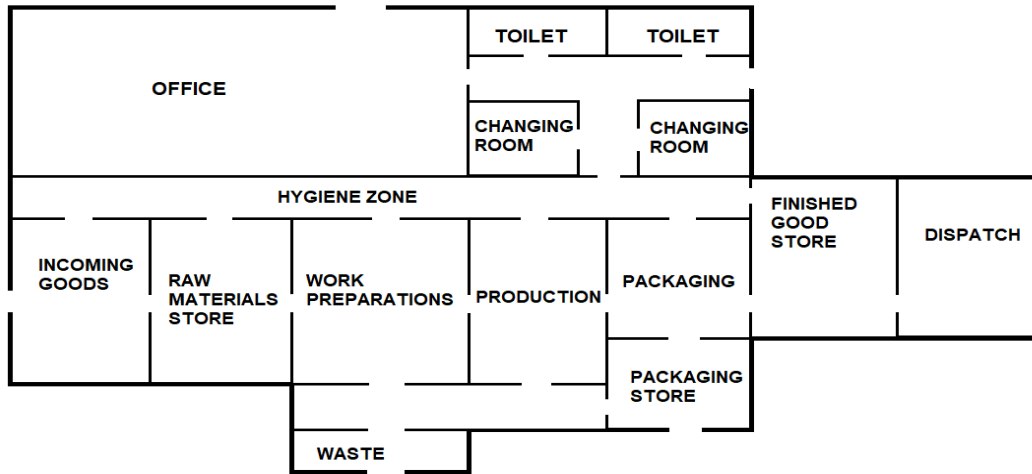 TOILET
TOILET
OFFICE
CHANGING
ROOM
CHANGING
ROOM
HYGIENE ZONE
FINISHED
GOOD
STORE
DISPATCH
INCOMING
GOODS
RAW
MATERIALS
STORE
WORK
PREPARATIONS
PRODUCTION
PACKAGING
PACKAGING
STORE
WASTE